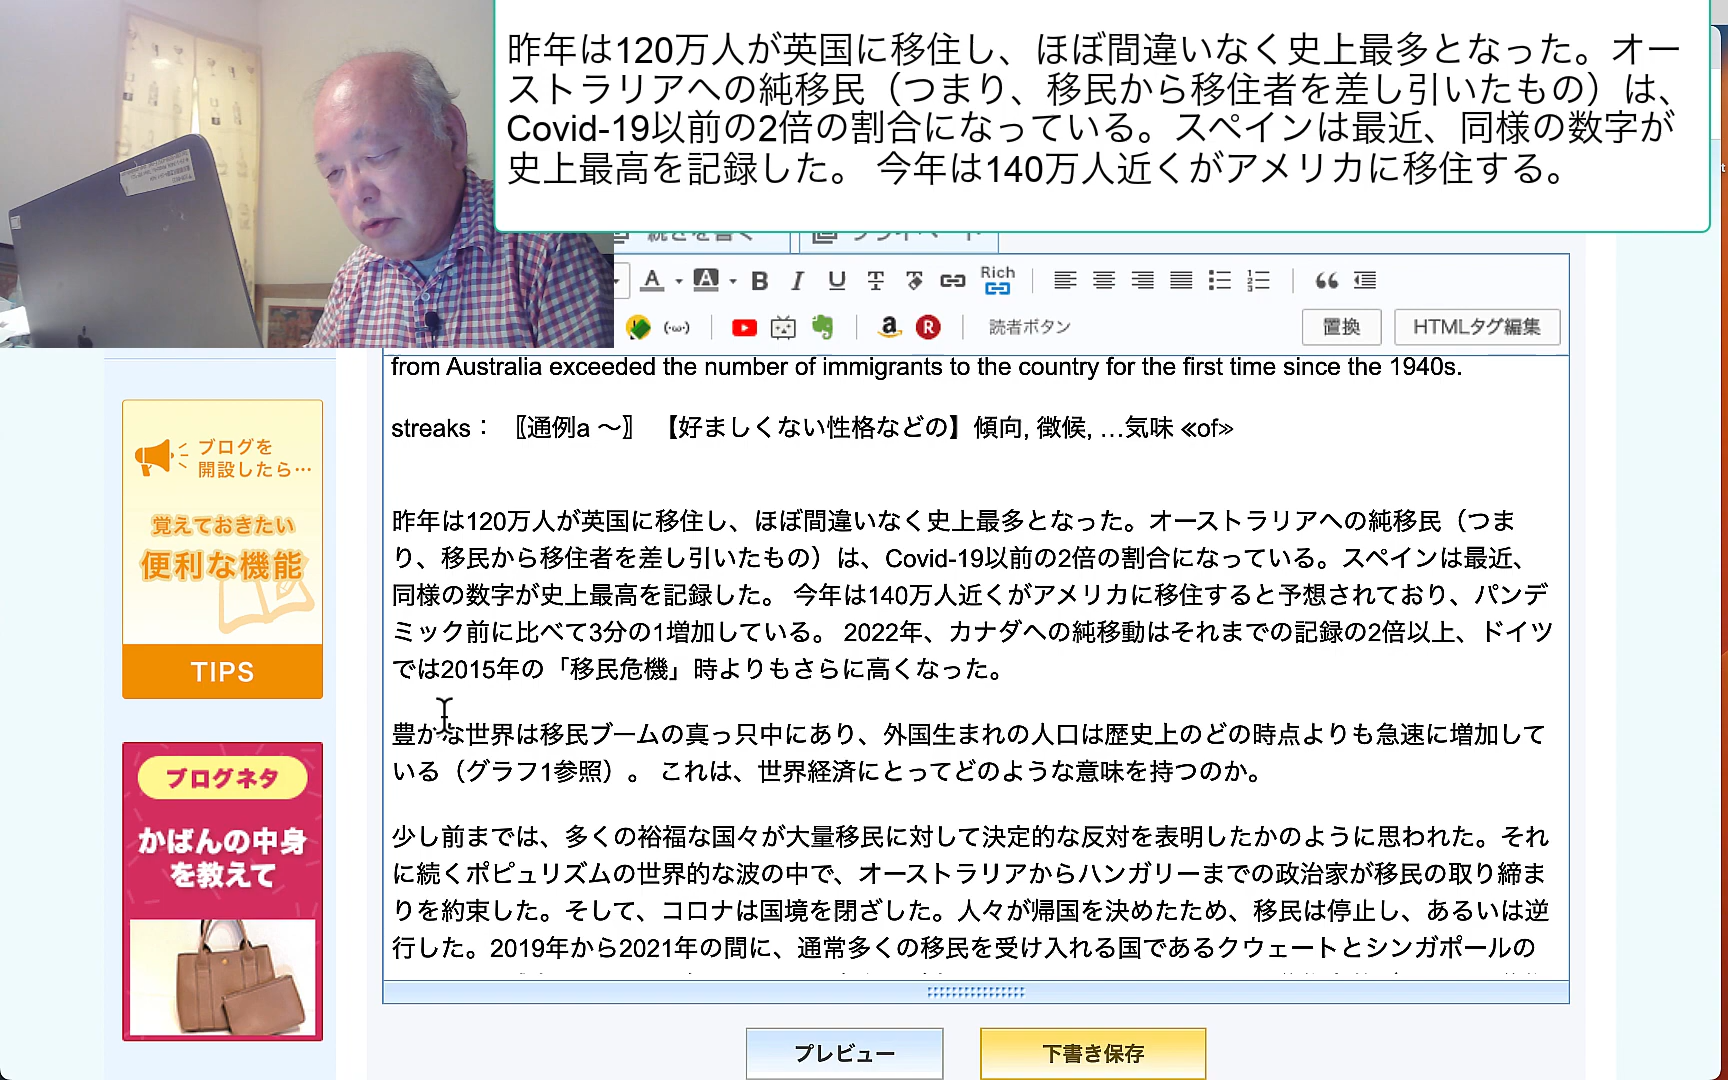 昨年は120万人が英国に移住し、ほぼ間違いなく史上最多となった。オー
ストラリアへの純移民（つまり、移民から移住者を差し引いたもの）は、
Covid-19以前の2倍の割合になっている。スペインは最近、同様の数字が
史上最高を記録した。 今年は140万人近くがアメリカに移住する。
Rich
読者ボタン
置換
HTMLタグ編集
from Australia exceeded the number of immigrants to the country for the first time since the 1940s.
streaks： 〖通例a ～〗 【好ましくない性格などの】傾向, 徴候, …気味 ≪of≫
昨年は120万人が英国に移住し、ほぼ間違いなく史上最多となった。オーストラリアへの純移民（つま
り、移民から移住者を差し引いたもの）は、Covid-19以前の2倍の割合になっている。スペインは最近、
同様の数字が史上最高を記録した。 今年は140万人近くがアメリカに移住すると予想されており、パンデ
ミック前に比べて3分の1増加している。 2022年、カナダへの純移動はそれまでの記録の2倍以上、ドイツ
では2015年の「移民危機」時よりもさらに高くなった。
豊かな世界は移民ブームの真っ只中にあり、外国生まれの人口は歴史上のどの時点よりも急速に増加して
いる（グラフ1参照）。 これは、世界経済にとってどのような意味を持つのか。
少し前までは、多くの裕福な国々が大量移民に対して決定的な反対を表明したかのように思われた。それ
に続くポピュリズムの世界的な波の中で、オーストラリアからハンガリーまでの政治家が移民の取り締ま
りを約束した。そして、コロナは国境を閉ざした。人々が帰国を決めたため、移民は停止し、あるいは逆
行した。2019年から2021年の間に、通常多くの移民を受け入れる国であるクウェートとシンガポールの
ブログを
開設したら…
覚えておきたい
便利な機能
TIPS
ブログネタ
かばんの中身
を教えて
プレビュー
下書き保存